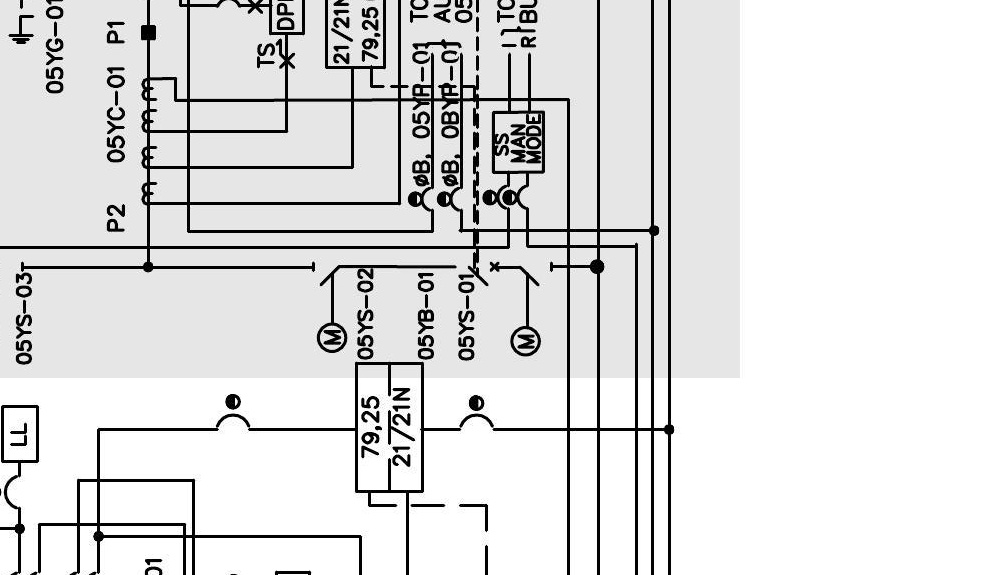 05YG-01
P1
05YC-01
P2
TS
DP
21/21N
79,25
TO
AU
05
TO
BU
R
ØB, 05YP-01
ØB, 0BYP-01
SS
MAN
MODE
05YS-03
M
05YS-02
05YB-01
05YS-01
M
LL
79,25
21/21N
01